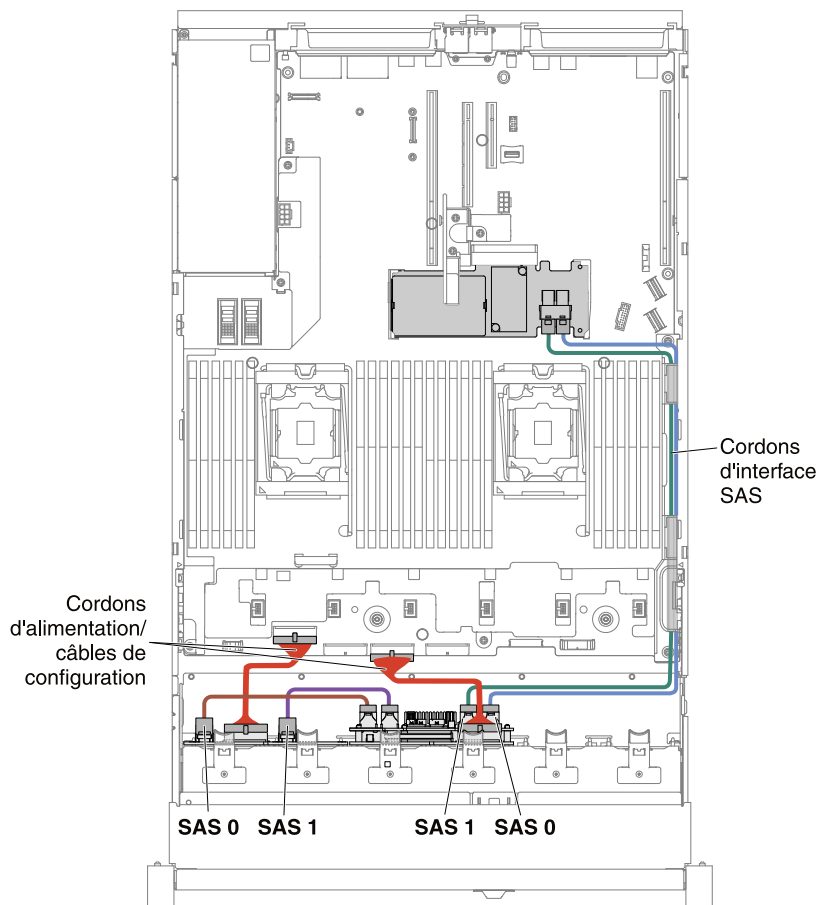 Cordons
d'interface
SAS
Cordons
d'alimentation/
câbles de
configuration
SAS 0
SAS 1
SAS 1
SAS 0